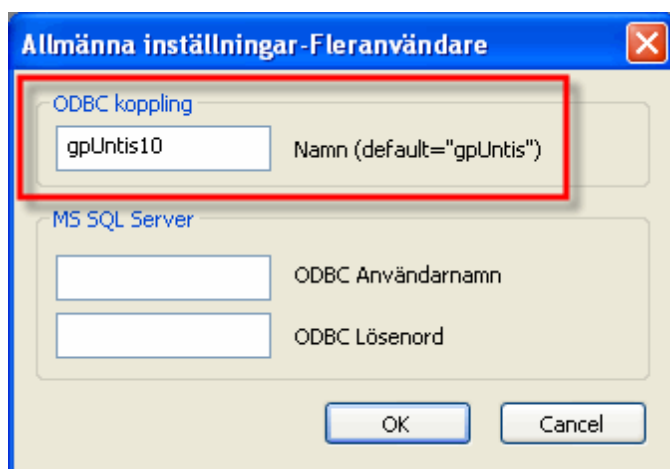 Allmänna inställningar-Fleranvändare
ODBC koppling
gpUntis10 Namn (default="gpUntis")
MS SQL Server
ODBC Användarnamn
ODBC Lösenord
OK Cancel